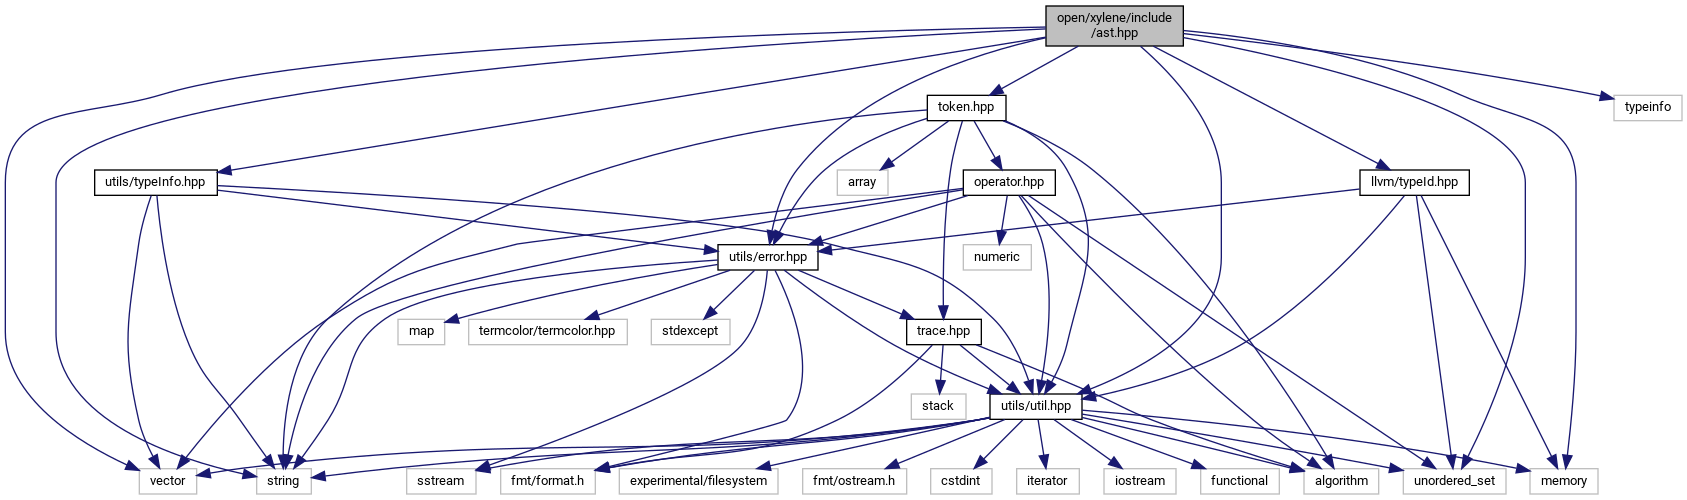 open/xylene/include
/ast.hpp
token.hpp
typeinfo
utils/typeInfo.hpp
array
operator.hpp
llvm/typeId.hpp
utils/error.hpp
numeric
map
termcolor/termcolor.hpp
stdexcept
trace.hpp
stack
utils/util.hpp
vector
string
sstream
fmt/format.h
experimental/filesystem
fmt/ostream.h
cstdint
iterator
iostream
functional
algorithm
unordered_set
memory